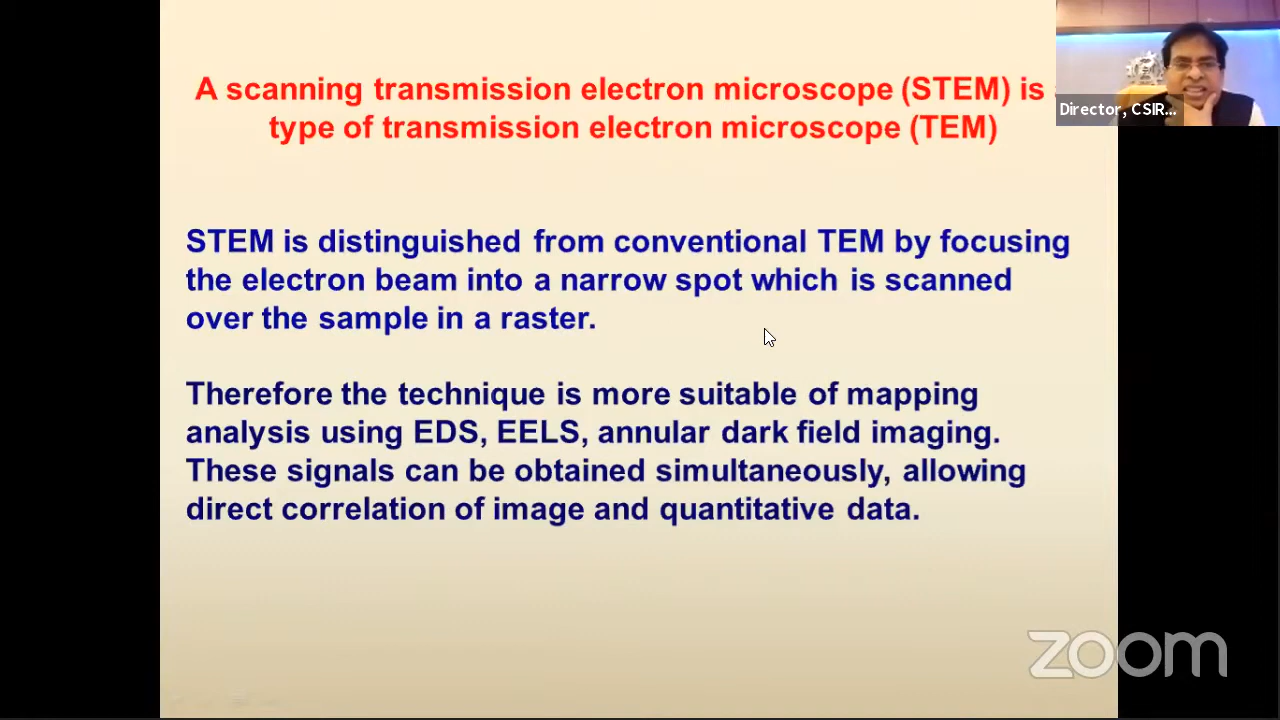 A scanning transmission electron microscope (STEM) is
type of transmission electron microscope (TEM)
STEM is distinguished from conventional TEM by focusing
the electron beam into a narrow spot which is scanned
over the sample in a raster.
Therefore the technique is more suitable of mapping
analysis using EDS, EELS, annular dark field imaging.
These signals can be obtained simultaneously, allowing
direct correlation of image and quantitative data.
Director, CSIR...
zoom